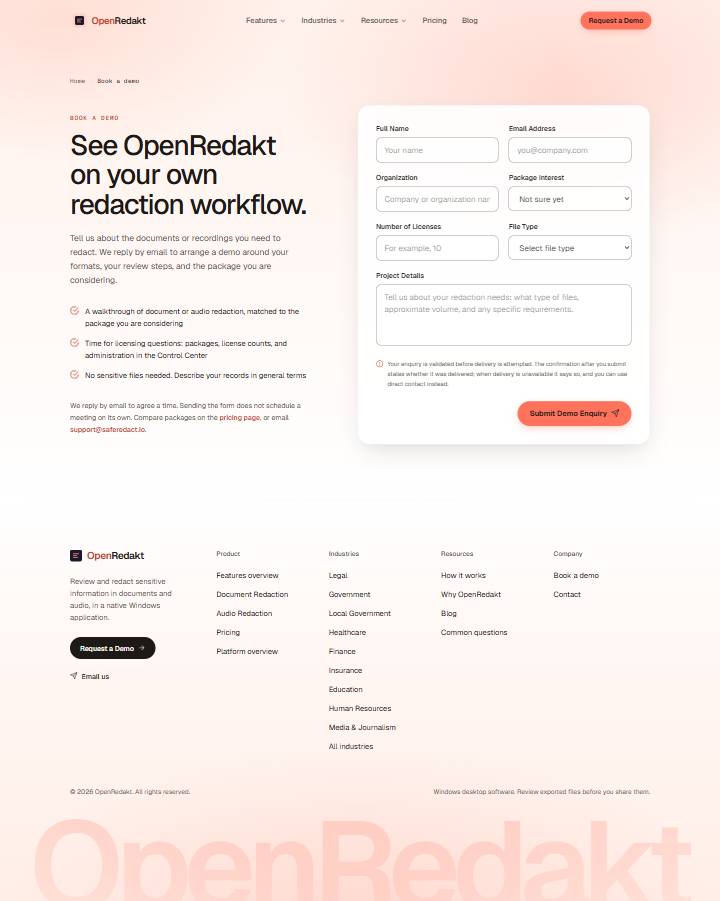 OpenRedakt
Features
Industries
Resources
Pricing
Blog
Request a Demo
Home
Book a demo
BOOK A DEMO
See OpenRedakt
on your own
redaction workflow.
Tell us about the documents or recordings you need to
redact. We reply by email to arrange a demo around your
formats, your review steps, and the package you are
considering.
A walkthrough of document or audio redaction, matched to the
package you are considering
Time for licensing questions: packages, license counts, and
administration in the Control Center
No sensitive files needed. Describe your records in general terms
We reply by email to agree a time. Sending the form does not schedule a
meeting on its own. Compare packages on the pricing page, or email
support@saferedact.io.
Full Name
Email Address
Your name
you@company.com
Organization
Package Interest
Company or organization nar
Not sure yet
Number of Licenses
File Type
For example, 10
Select file type
Project Details
Tell us about your redaction needs: what type of files,
approximate volume, and any specific requirements.
Your enquiry is validated before delivery is attempted. The confirmation after you submit
states whether it was delivered; when delivery is unavailable it says so, and you can use
direct contact instead.
Submit Demo Enquiry
OpenRedakt
Review and redact sensitive
information in documents and
audio, in a native Windows
application.
Request a Demo
Email us
Product
Features overview
Document Redaction
Audio Redaction
Pricing
Platform overview
Industries
Legal
Government
Local Government
Healthcare
Finance
Insurance
Education
Human Resources
Media & Journalism
All industries
Resources
How it works
Why OpenRedakt
Blog
Common questions
Company
Book a demo
Contact
© 2026 OpenRedakt. All rights reserved.
Windows desktop software. Review exported files before you share them.
OpenRedakt